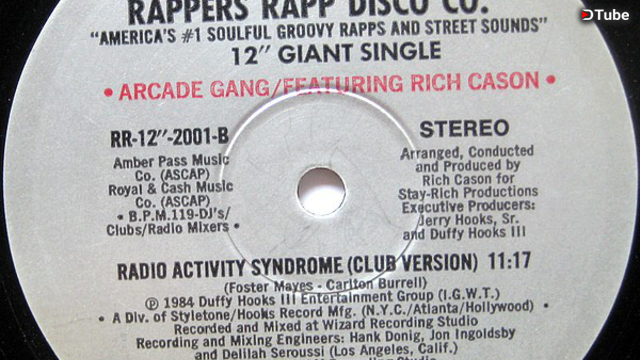 DTube
RAPPERS RAPP DISCO CO.
"AMERICA'S #1 SOULFUL GROOVY RAPPS AND STREET SOUNDS"
12" GIANT SINGLE
• ARCADE GANG/FEATURING RICH CASON •
RR-12"-2001-B
Amber Pass Music
Co. (ASCAP)
Royal & Cash Music
Co. (ASCAP)
• B.P.M.119-DJ's/
Clubs/Radio Mixers •
STEREO
Arranged, Conducted
and Produced by
Rich Cason for
Stay-Rich Productions
Executive Producers:
Jerry Hooks, Sr.
and Duffy Hooks III
RADIO ACTIVITY SYNDROME (CLUB VERSION) 11:17
(Foster Mayes - Carlton Burrell)
℗ 1984 Duffy Hooks III Entertainment Group (I.G.W.T.)
• A Div. of Styletone/Hooks Record Mfg. (N.Y.C./Atlanta/Hollywood) •
Recorded and Mixed at Wizard Recording Studio
Recording and Mixing Engineers: Hank Donig, Jon Ingoldsby
and Delilah Seroussi (Los Angeles, Calif.)